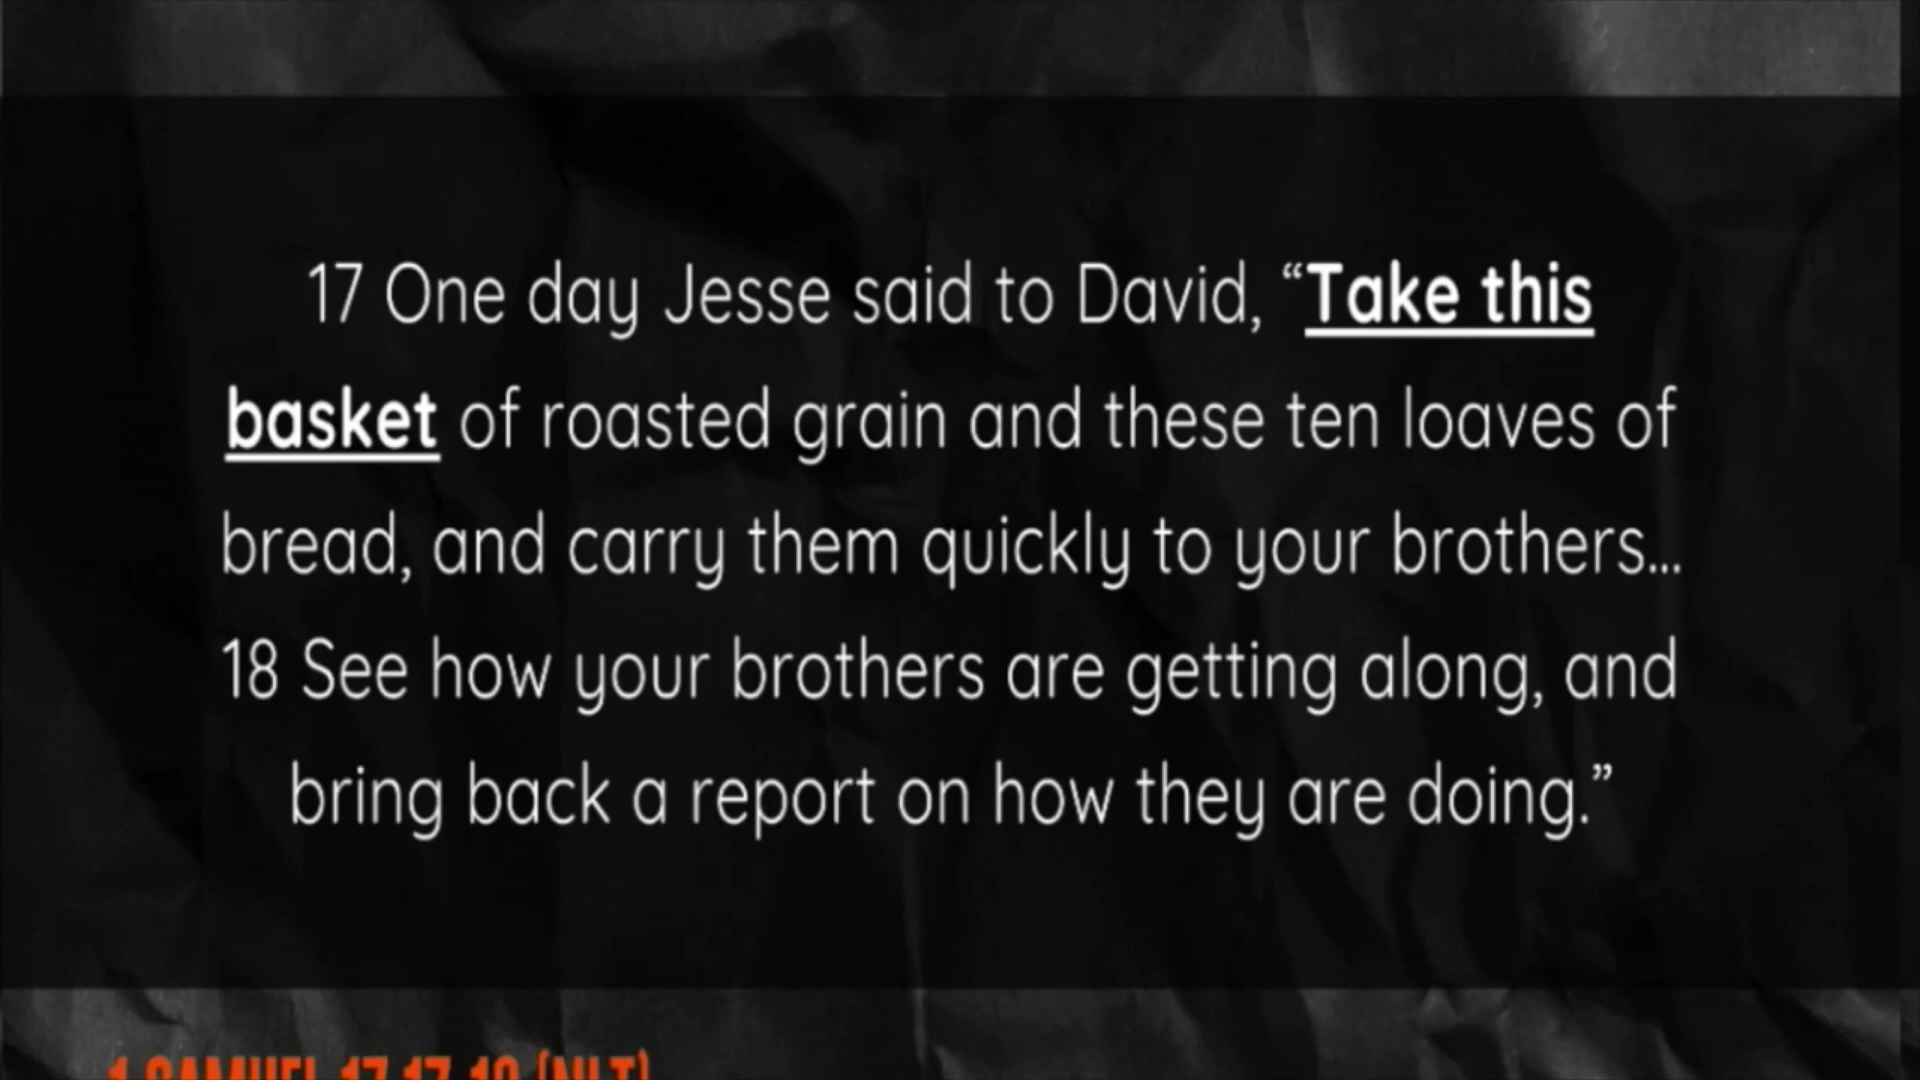 17 One day Jesse said to David, “Take this
basket of roasted grain and these ten loaves of
bread, and carry them quickly to your brothers...
18 See how your brothers are getting along, and
bring back a report on how they are doing.”
1 SAMUEL 17:17-18 (NLT)